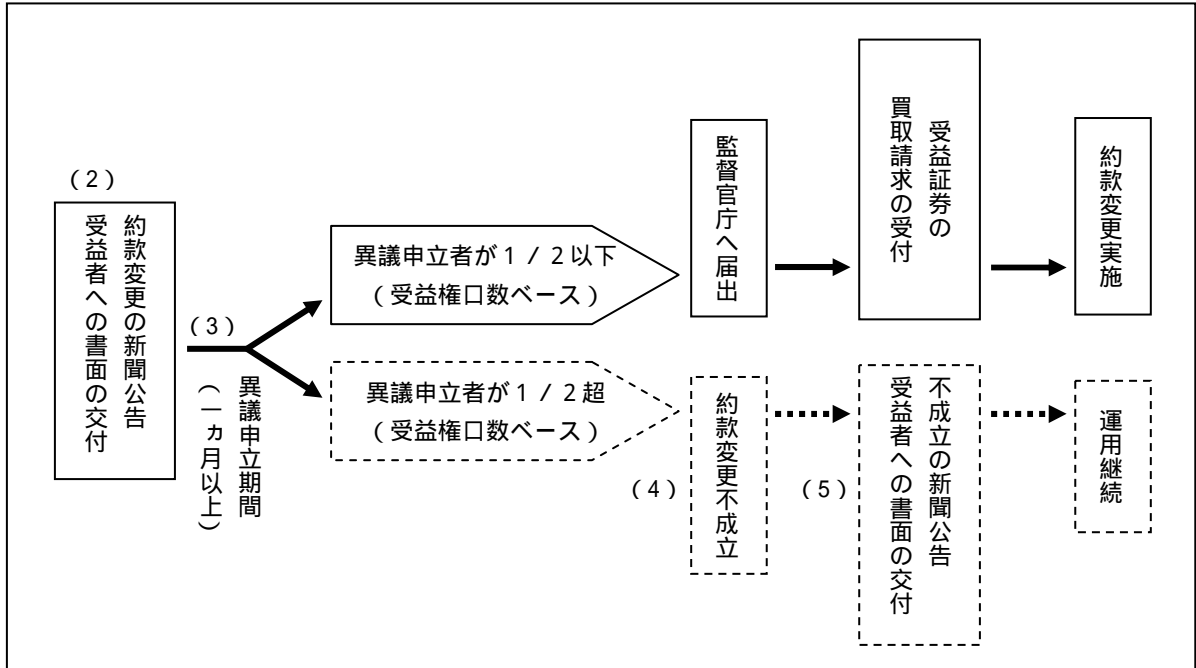 (2)
約款変更の新聞公告
受益者への書面の交付
(3)
異議申立期間
(一ヵ月以上)
異議申立者が1/2以下
(受益権口数ベース)
監督官庁へ届出
受益証券の
買取請求の受付
約款変更実施
異議申立者が1/2超
(受益権口数ベース)
(4)
約款変更不成立
(5)
不成立の新聞公告
受益者への書面の交付
運用継続